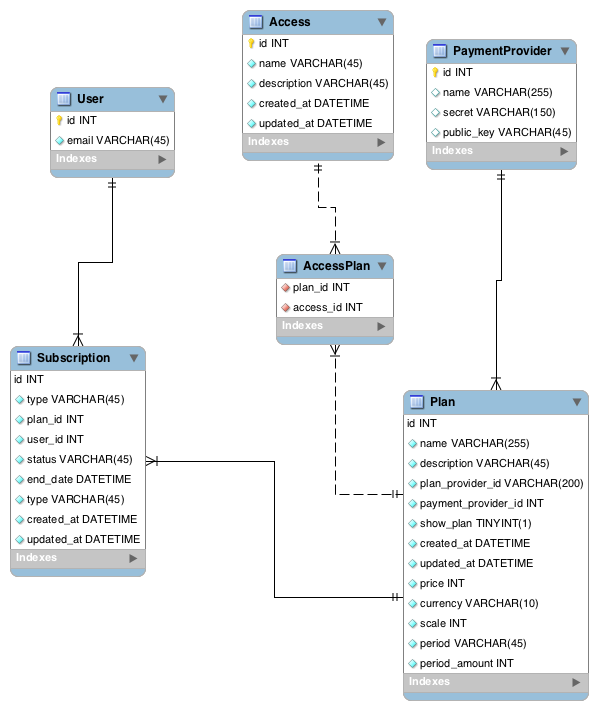 Access
id INT
name VARCHAR(45)
description VARCHAR(45)
created_at DATETIME
updated_at DATETIME
Indexes
PaymentProvider
id INT
name VARCHAR(255)
secret VARCHAR(150)
public_key VARCHAR(45)
Indexes
User
id INT
email VARCHAR(45)
Indexes
AccessPlan
plan_id INT
access_id INT
Indexes
Subscription
id INT
type VARCHAR(45)
plan_id INT
user_id INT
status VARCHAR(45)
end_date DATETIME
type VARCHAR(45)
created_at DATETIME
updated_at DATETIME
Indexes
Plan
id INT
name VARCHAR(255)
description VARCHAR(45)
plan_provider_id VARCHAR(200)
payment_provider_id INT
show_plan TINYINT(1)
created_at DATETIME
updated_at DATETIME
price INT
currency VARCHAR(10)
scale INT
period VARCHAR(45)
period_amount INT
Indexes